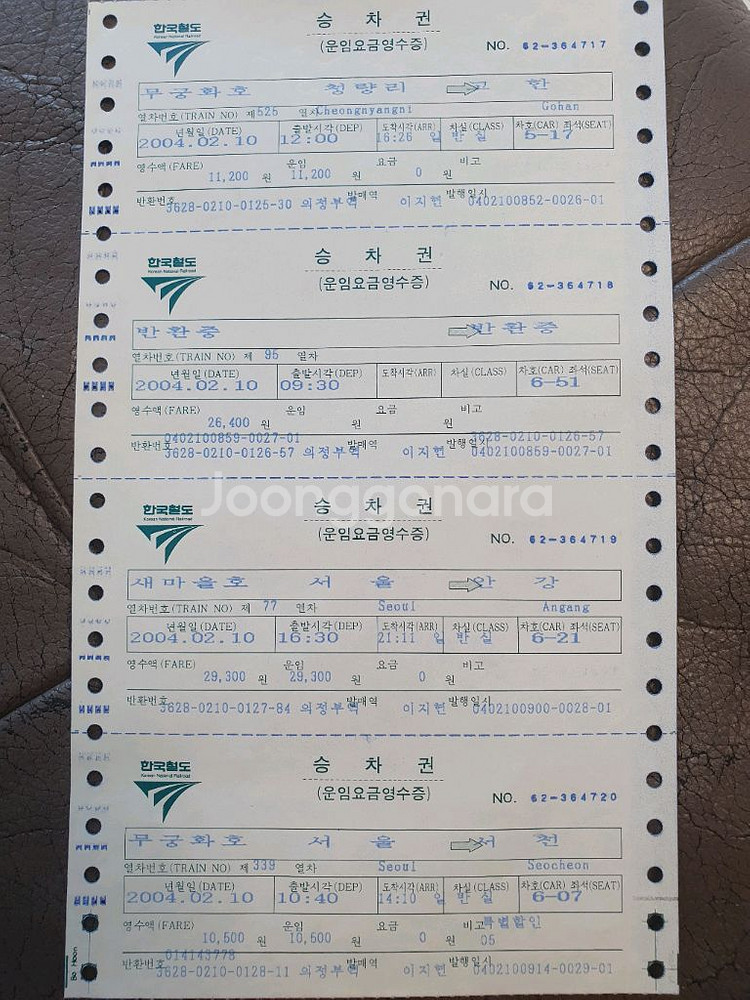 한국철도 승 차 권
Korean National Railroad (운임요금영수증) NO. 62-364717
무궁화호 청량리 ⇨ 고 한
열차번호(TRAIN NO) 제525 열차 Cheongnyangni Gohan
년월일(DATE) 출발시각(DEP) 도착시각(ARR) 차실(CLASS) 차호(CAR) 좌석(SEAT)
2004.02.10 12:00 16:26 일 반 실 5-17
영수액(FARE) 운임 요금 비고
11,200 원 11,200 원 0 원
반환번호 3628-0210-0125-30 의정부역 발매역 이지현 발행일시 0402100852-0026-01
한국철도 승 차 권
Korean National Railroad (운임요금영수증) NO. 62-364718
반환증 ⇨ 반환증
열차번호(TRAIN NO) 제 95 열차
년월일(DATE) 출발시각(DEP) 도착시각(ARR) 차실(CLASS) 차호(CAR) 좌석(SEAT)
2004.02.10 09:30 6-51
영수액(FARE) 운임 요금 비고
26,400 원 원 원
0402100859-0027-01 3628-0210-0126-57
반환번호 3628-0210-0126-57 의정부역 발매역 이지현 발행일시 0402100859-0027-01
Joonggonara
한국철도 승 차 권
Korean National Railroad (운임요금영수증) NO. 62-364719
새마을호 서 울 ⇨ 안 강
열차번호(TRAIN NO) 제 77 열차 Seoul Angang
년월일(DATE) 출발시각(DEP) 도착시각(ARR) 차실(CLASS) 차호(CAR) 좌석(SEAT)
2004.02.10 16:30 21:11 일 반 실 6-21
영수액(FARE) 운임 요금 비고
29,300 원 29,300 원 0 원
반환번호 3628-0210-0127-84 의정부역 발매역 이지현 발행일시 0402100900-0028-01
한국철도 승 차 권
Korean National Railroad (운임요금영수증) NO. 62-364720
무궁화호 서 울 ⇨ 서 천
열차번호(TRAIN NO) 제 339 열차 Seoul Seocheon
년월일(DATE) 출발시각(DEP) 도착시각(ARR) 차실(CLASS) 차호(CAR) 좌석(SEAT)
2004.02.10 10:40 14:10 일 반 실 6-07
영수액(FARE) 운임 요금 비고 특별할인
10,500 원 10,500 원 0 원 05
014143778
반환번호 3628-0210-0128-11 의정부역 발매역 이지현 발행일시 0402100914-0029-01